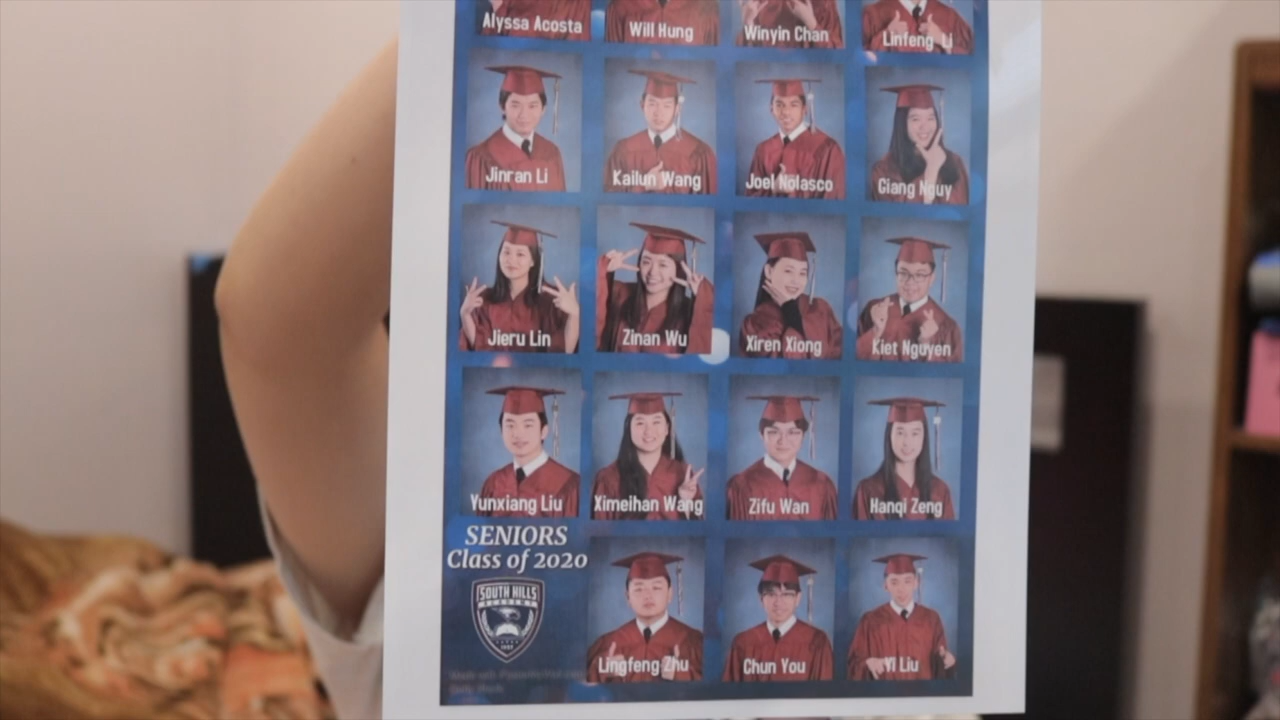 Alyssa Acosta
Will Hung
Winyin Chan
Linfeng Li
Jinran Li
Kailun Wang
Joel Nolasco
Giang Nguy
Jieru Lin
Zinan Wu
Xiren Xiong
Kiet Nguyen
Yunxiang Liu
Ximeihan Wang
Zifu Wan
Hanqi Zeng
SENIORS
Class of 2020
SOUTH HILLS
ACADEMY
Lingfeng Zhu
Chun You
Yi Liu